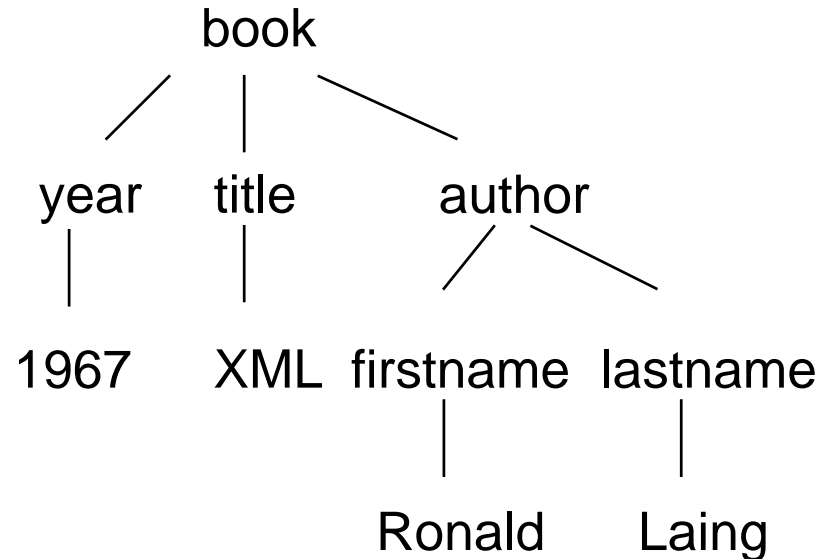 book
year title author
1967 XML firstname lastname
Ronald Laing